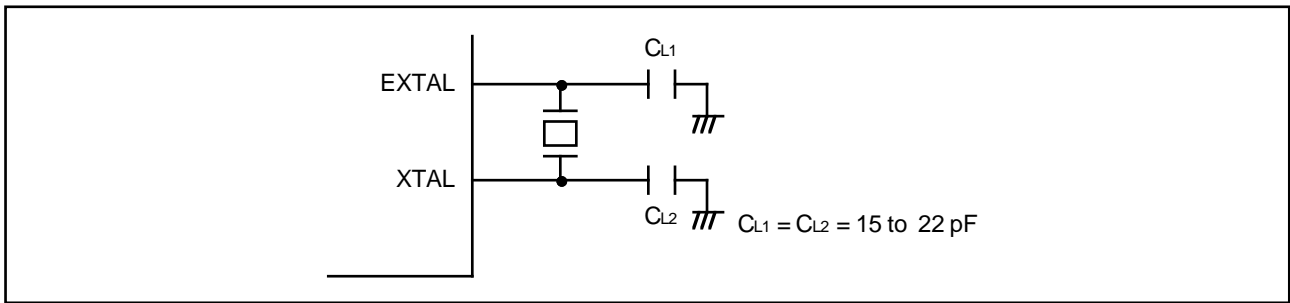 CL1
EXTAL
XTAL
CL2
CL1 = CL2 = 15 to 22 pF